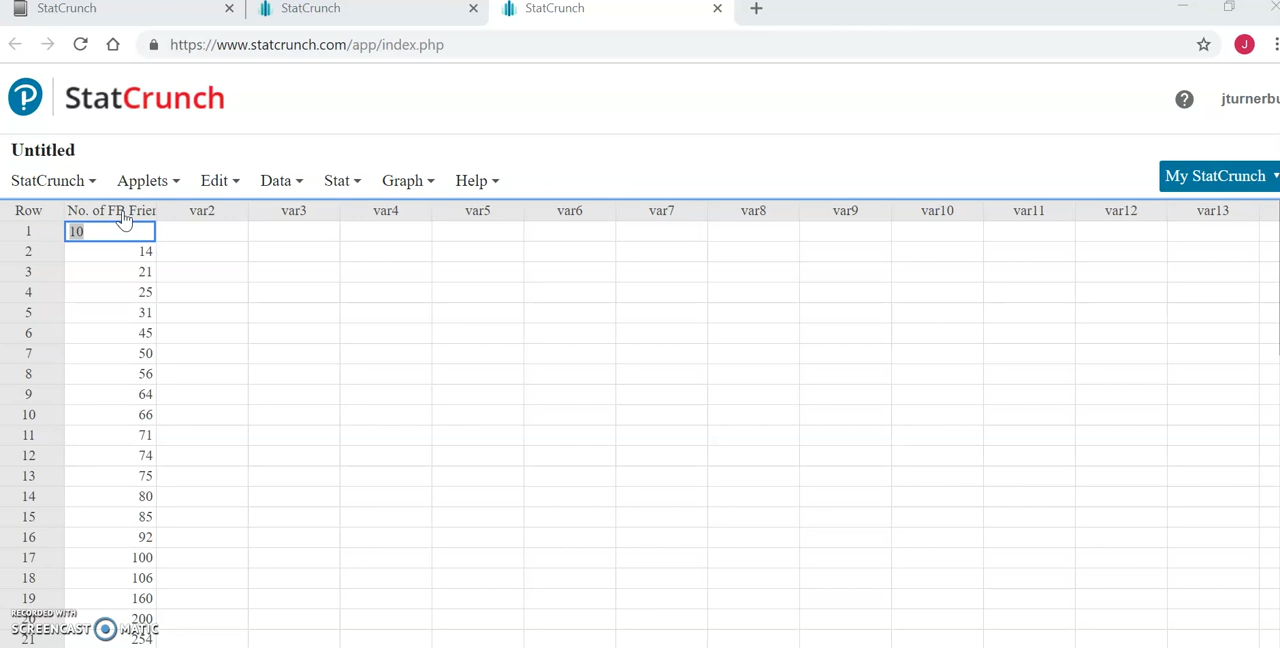 StatCrunch
StatCrunch
StatCrunch
https://www.statcrunch.com/app/index.php
J
P
StatCrunch
?
jturnerbu
Untitled
StatCrunch Applets Edit Data Stat Graph Help
My StatCrunch
Row No. of FB Frien var2 var3 var4 var5 var6 var7 var8 var9 var10 var11 var12 var13
1 10
2 14
3 21
4 25
5 31
6 45
7 50
8 56
9 64
10 66
11 71
12 74
13 75
14 80
15 85
16 92
17 100
18 106
19 160
20 200
21 254
RECORDED WITH
SCREENCAST MATIC